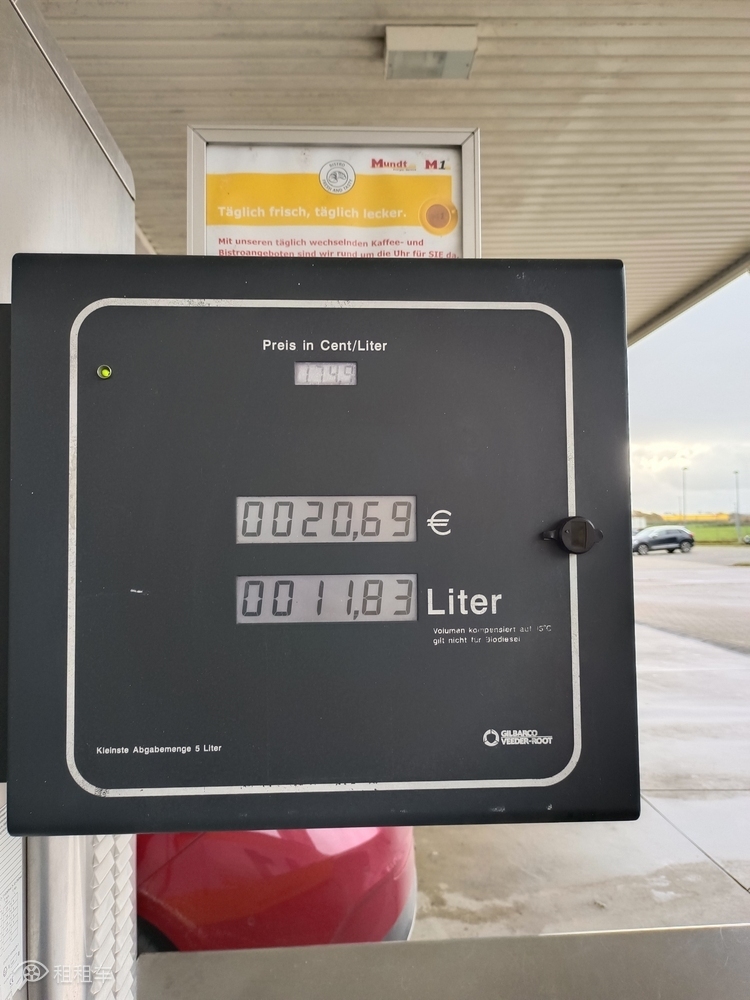 Mundt
M1
Täglich frisch, täglich lecker.
Mit unseren täglich wechselnden Kaffee- und
Bistroangeboten sind wir rund um die Uhr für SIE da.
Preis in Cent/Liter
174,9
0020,69 €
0011,83 Liter
Volumen kompensiert auf 15°C
gilt nicht für Biodiesel
Kleinste Abgabemenge 5 Liter
GILBARCO
VEEDER-ROOT
租租车